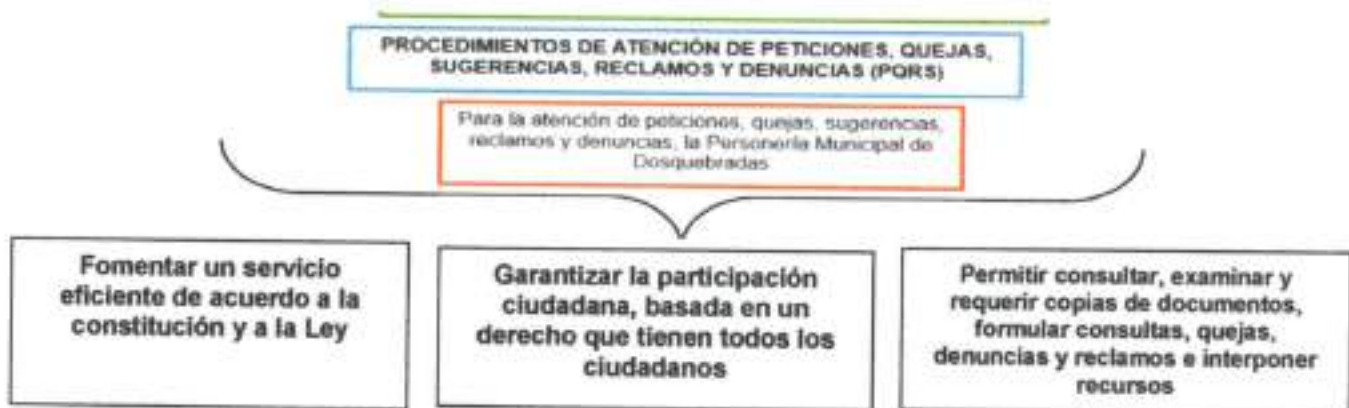 PROCEDIMIENTOS DE ATENCIÓN DE PETICIONES, QUEJAS,
SUGERENCIAS, RECLAMOS Y DENUNCIAS (PQRS)
Para la atención de peticiones, quejas, sugerencias,
reclamos y denuncias, la Personería Municipal de
Dosquebradas
Fomentar un servicio
eficiente de acuerdo a la
constitución y a la Ley
Garantizar la participación
ciudadana, basada en un
derecho que tienen todos los
ciudadanos
Permitir consultar, examinar y
requerir copias de documentos,
formular consultas, quejas,
denuncias y reclamos e interponer
recursos